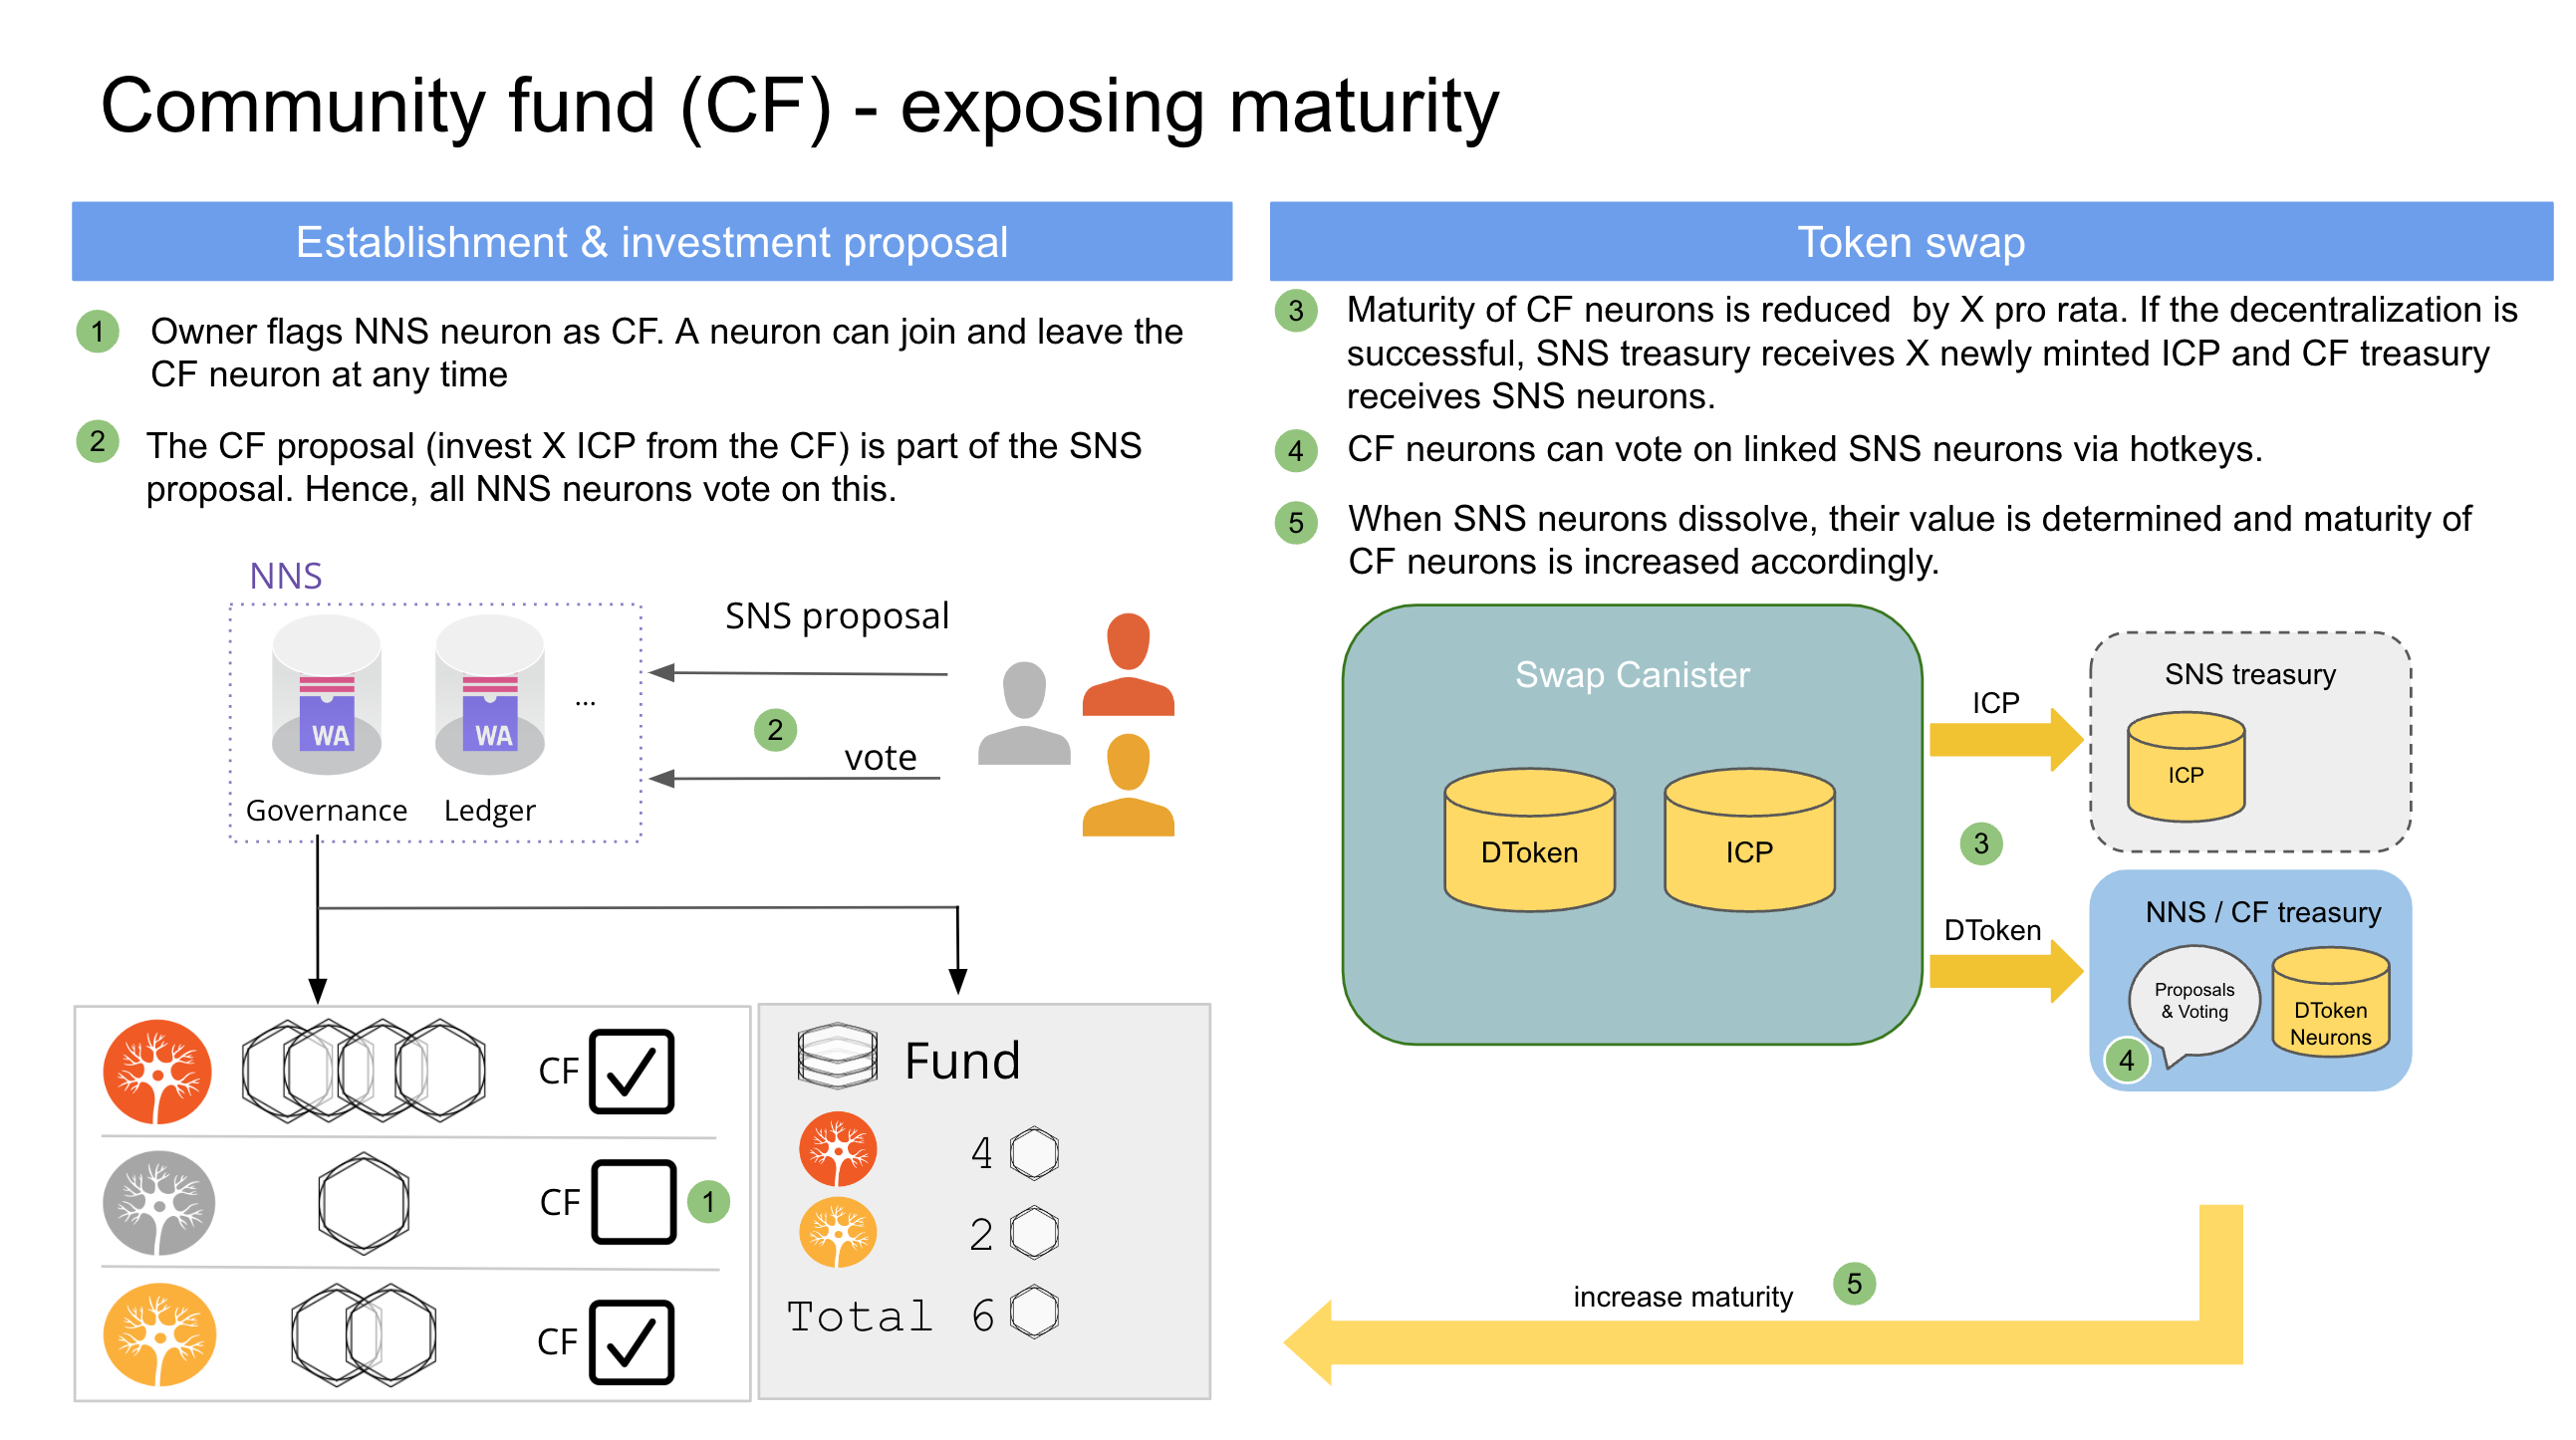 Community fund (CF) - exposing maturity
Establishment & investment proposal
1
Owner flags NNS neuron as CF. A neuron can join and leave the
CF neuron at any time
2
The CF proposal (invest X ICP from the CF) is part of the SNS
proposal. Hence, all NNS neurons vote on this.
NNS
WA
WA
...
Governance
Ledger
SNS proposal
2
vote
CF
CF
1
CF
Fund
4
2
Total 6
Token swap
3
Maturity of CF neurons is reduced  by X pro rata. If the decentralization is
successful, SNS treasury receives X newly minted ICP and CF treasury
receives SNS neurons.
4
CF neurons can vote on linked SNS neurons via hotkeys.
5
When SNS neurons dissolve, their value is determined and maturity of
CF neurons is increased accordingly.
Swap Canister
DToken
ICP
ICP
3
DToken
SNS treasury
ICP
NNS / CF treasury
Proposals
& Voting
DToken
Neurons
4
increase maturity
5